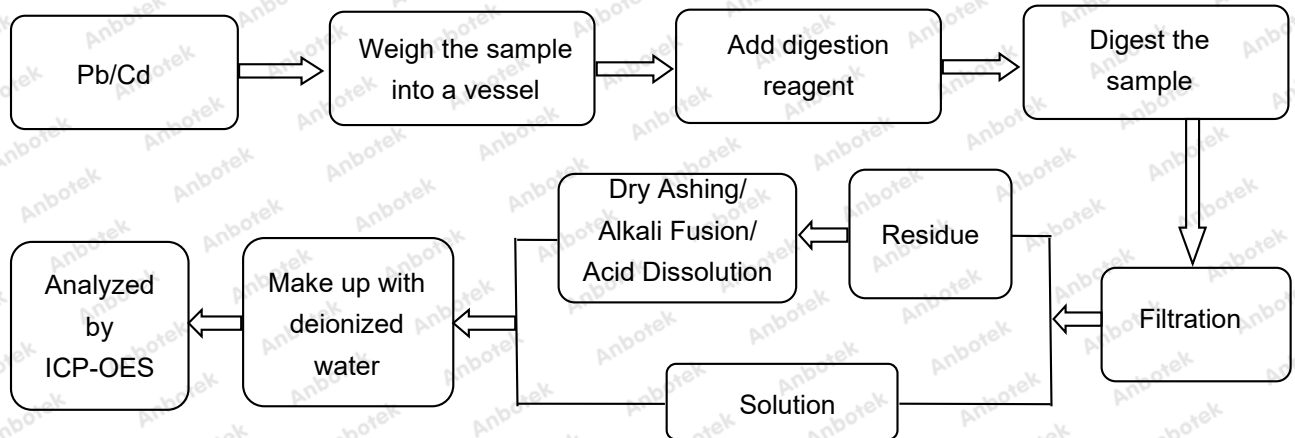 Pb/Cd
Weigh the sample
into a vessel
Add digestion
reagent
Digest the
sample
Filtration
Residue
Dry Ashing/
Alkali Fusion/
Acid Dissolution
Solution
Make up with
deionized
water
Analyzed
by
ICP-OES
Anbotek